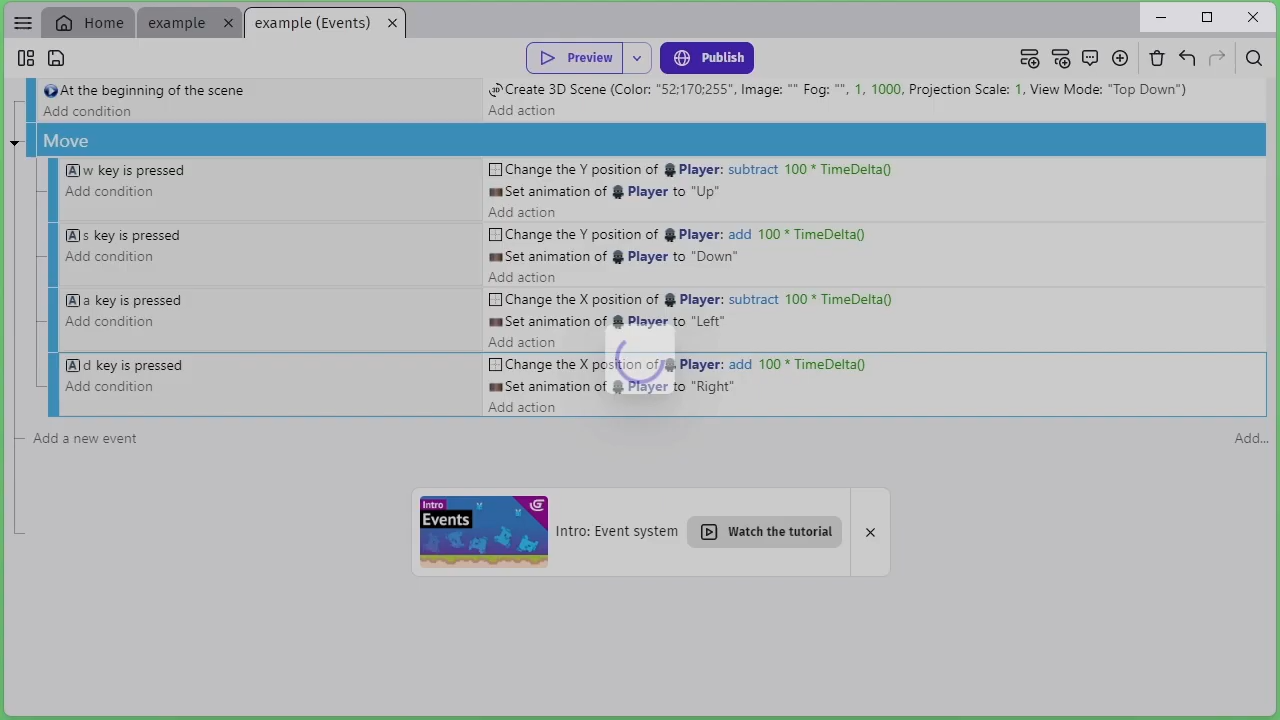 Home
example
example (Events)
Preview
Publish
At the beginning of the scene
Add condition
Create 3D Scene (Color: "52;170;255", Image: "" Fog: "", 1, 1000, Projection Scale: 1, View Mode: "Top Down")
Add action
Move
w key is pressed
Add condition
Change the Y position of Player: subtract 100 * TimeDelta()
Set animation of Player to "Up"
Add action
s key is pressed
Add condition
Change the Y position of Player: add 100 * TimeDelta()
Set animation of Player to "Down"
Add action
a key is pressed
Add condition
Change the X position of Player: subtract 100 * TimeDelta()
Set animation of Player to "Left"
Add action
d key is pressed
Add condition
Change the X position of Player: add 100 * TimeDelta()
Set animation of Player to "Right"
Add action
Add a new event
Add...
Intro
Events
Intro: Event system
Watch the tutorial